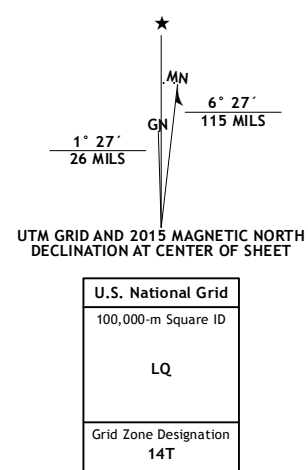 ★
MN
GN
6° 27´
115 MILS
1° 27´
26 MILS
UTM GRID AND 2015 MAGNETIC NORTH
DECLINATION AT CENTER OF SHEET
U.S. National Grid
100,000-m Square ID
LQ
Grid Zone Designation
14T